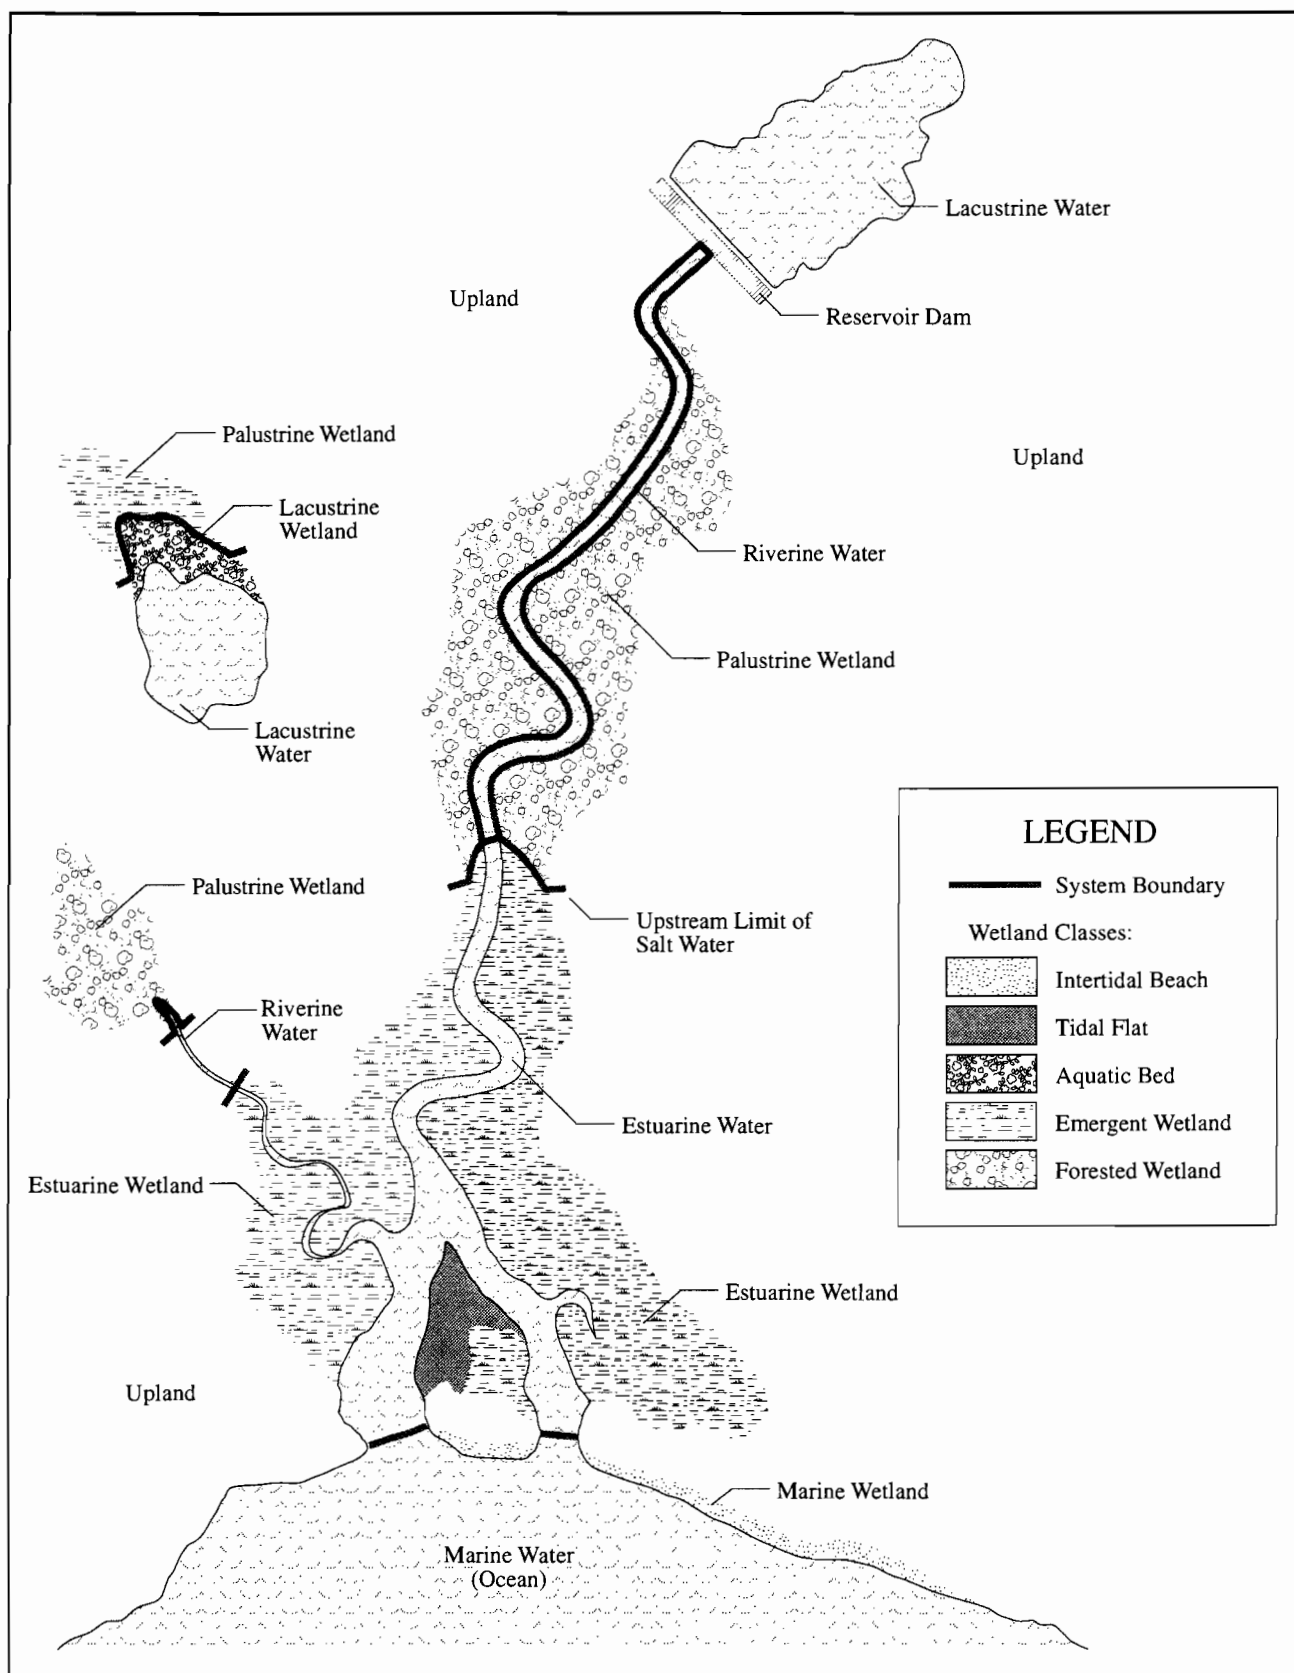 Lacustrine Water
Upland
Reservoir Dam
Palustrine Wetland
Upland
Lacustrine
Wetland
Riverine Water
Palustrine Wetland
Lacustrine
Water
LEGEND
System Boundary
Wetland Classes:
Intertidal Beach
Tidal Flat
Aquatic Bed
Emergent Wetland
Forested Wetland
Palustrine Wetland
Upstream Limit of
Salt Water
Riverine
Water
Estuarine Water
Estuarine Wetland
Estuarine Wetland
Upland
Marine Wetland
Marine Water
(Ocean)